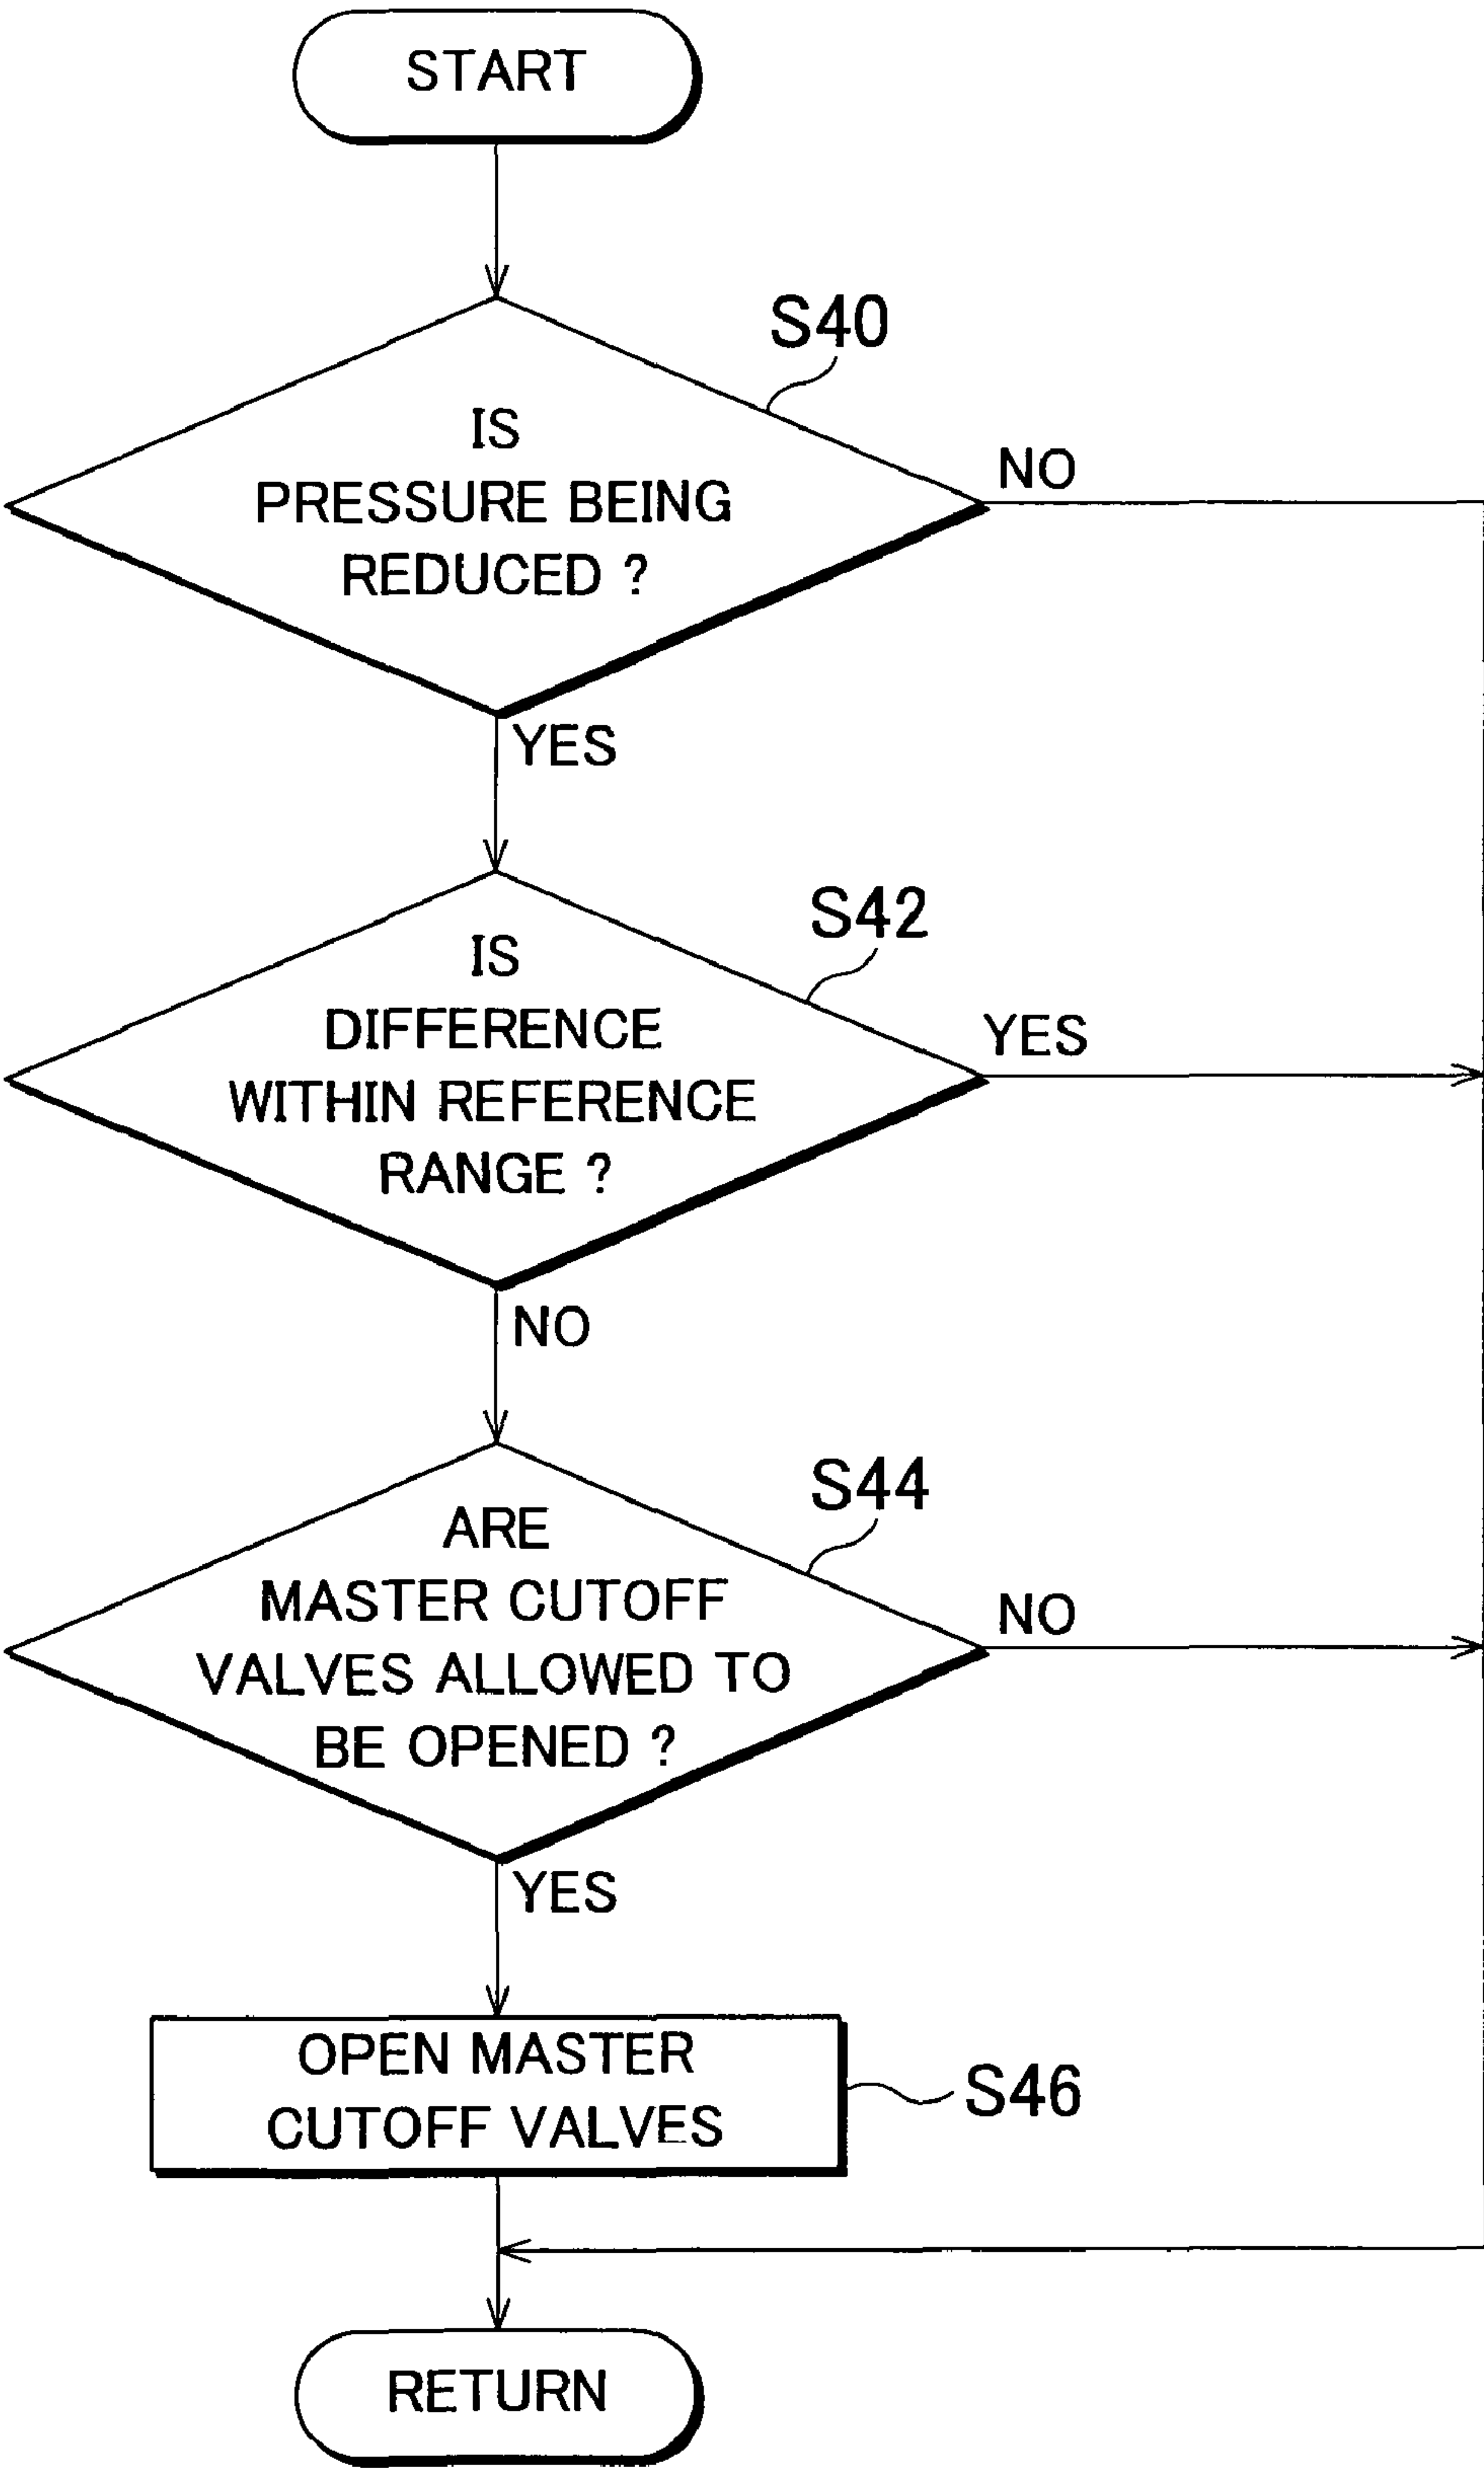 START
S40
IS
PRESSURE BEING
REDUCED ?
NO
YES
S42
IS
DIFFERENCE
WITHIN REFERENCE
RANGE ?
YES
NO
S44
ARE
MASTER CUTOFF
VALVES ALLOWED TO
BE OPENED ?
NO
YES
OPEN MASTER
CUTOFF VALVES
S46
RETURN